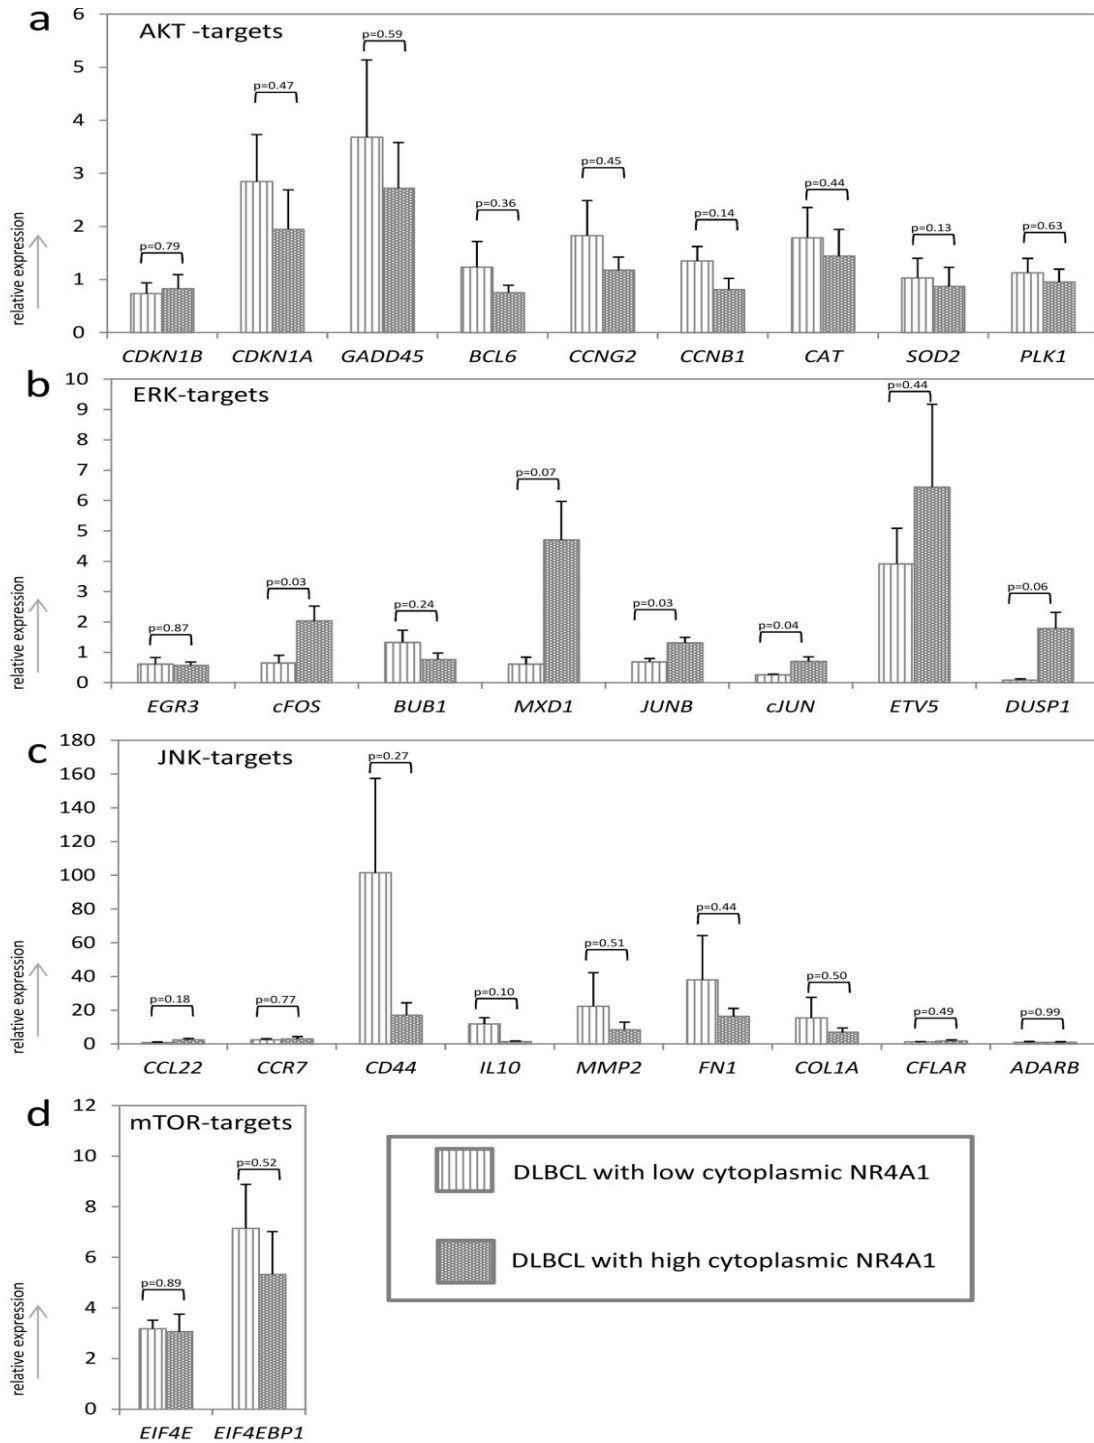 a
AKT -targets
6
5
4
3
2
1
0
relative expression
p=0.79
p=0.47
p=0.59
p=0.36
p=0.45
p=0.14
p=0.44
p=0.13
p=0.63
CDKN1B CDKN1A GADD45 BCL6 CCNG2 CCNB1 CAT SOD2 PLK1
b
ERK-targets
10
9
8
7
6
5
4
3
2
1
0
relative expression
p=0.87
p=0.03
p=0.24
p=0.07
p=0.03
p=0.04
p=0.44
p=0.06
EGR3 cFOS BUB1 MXD1 JUNB cJUN ETV5 DUSP1
c
JNK-targets
180
160
140
120
100
80
60
40
20
0
relative expression
p=0.18
p=0.77
p=0.27
p=0.10
p=0.51
p=0.44
p=0.50
p=0.49
p=0.99
CCL22 CCR7 CD44 IL10 MMP2 FN1 COL1A CFLAR ADARB
d
mTOR-targets
12
10
8
6
4
2
0
relative expression
p=0.89
p=0.52
EIF4E EIF4EBP1
DLBCL with low cytoplasmic NR4A1
DLBCL with high cytoplasmic NR4A1